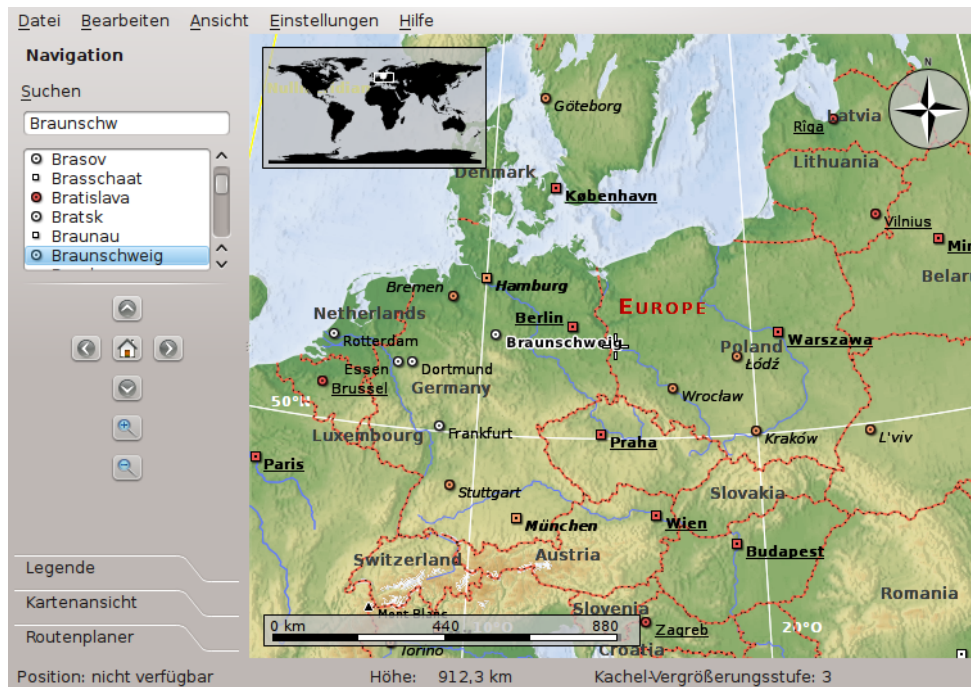 Datei Bearbeiten Ansicht Einstellungen Hilfe
Navigation
Suchen
Braunschw
Brasov
Brasschaat
Bratislava
Bratsk
Braunau
Braunschweig
Legende
Kartenansicht
Routenplaner
N
Göteborg
Rīga
Latvia
Lithuania
Denmark
København
Vilnius
Min
Belaru
Bremen
Hamburg
EUROPE
Netherlands
Berlin
Rotterdam
Braunschweig
Poland
Warszawa
Essen
Dortmund
Łódź
Brussel
Germany
Wrocław
50°N
Luxembourg
Frankfurt
Praha
Kraków
L'viv
Paris
Stuttgart
Slovakia
München
Wien
Switzerland
Austria
Budapest
Romania
Mont Blanc
Slovenia
0 km 440 880
10°O
Zagreb
20°O
Torino
Croatia
Position: nicht verfügbar Höhe: 912,3 km Kachel-Vergrößerungsstufe: 3